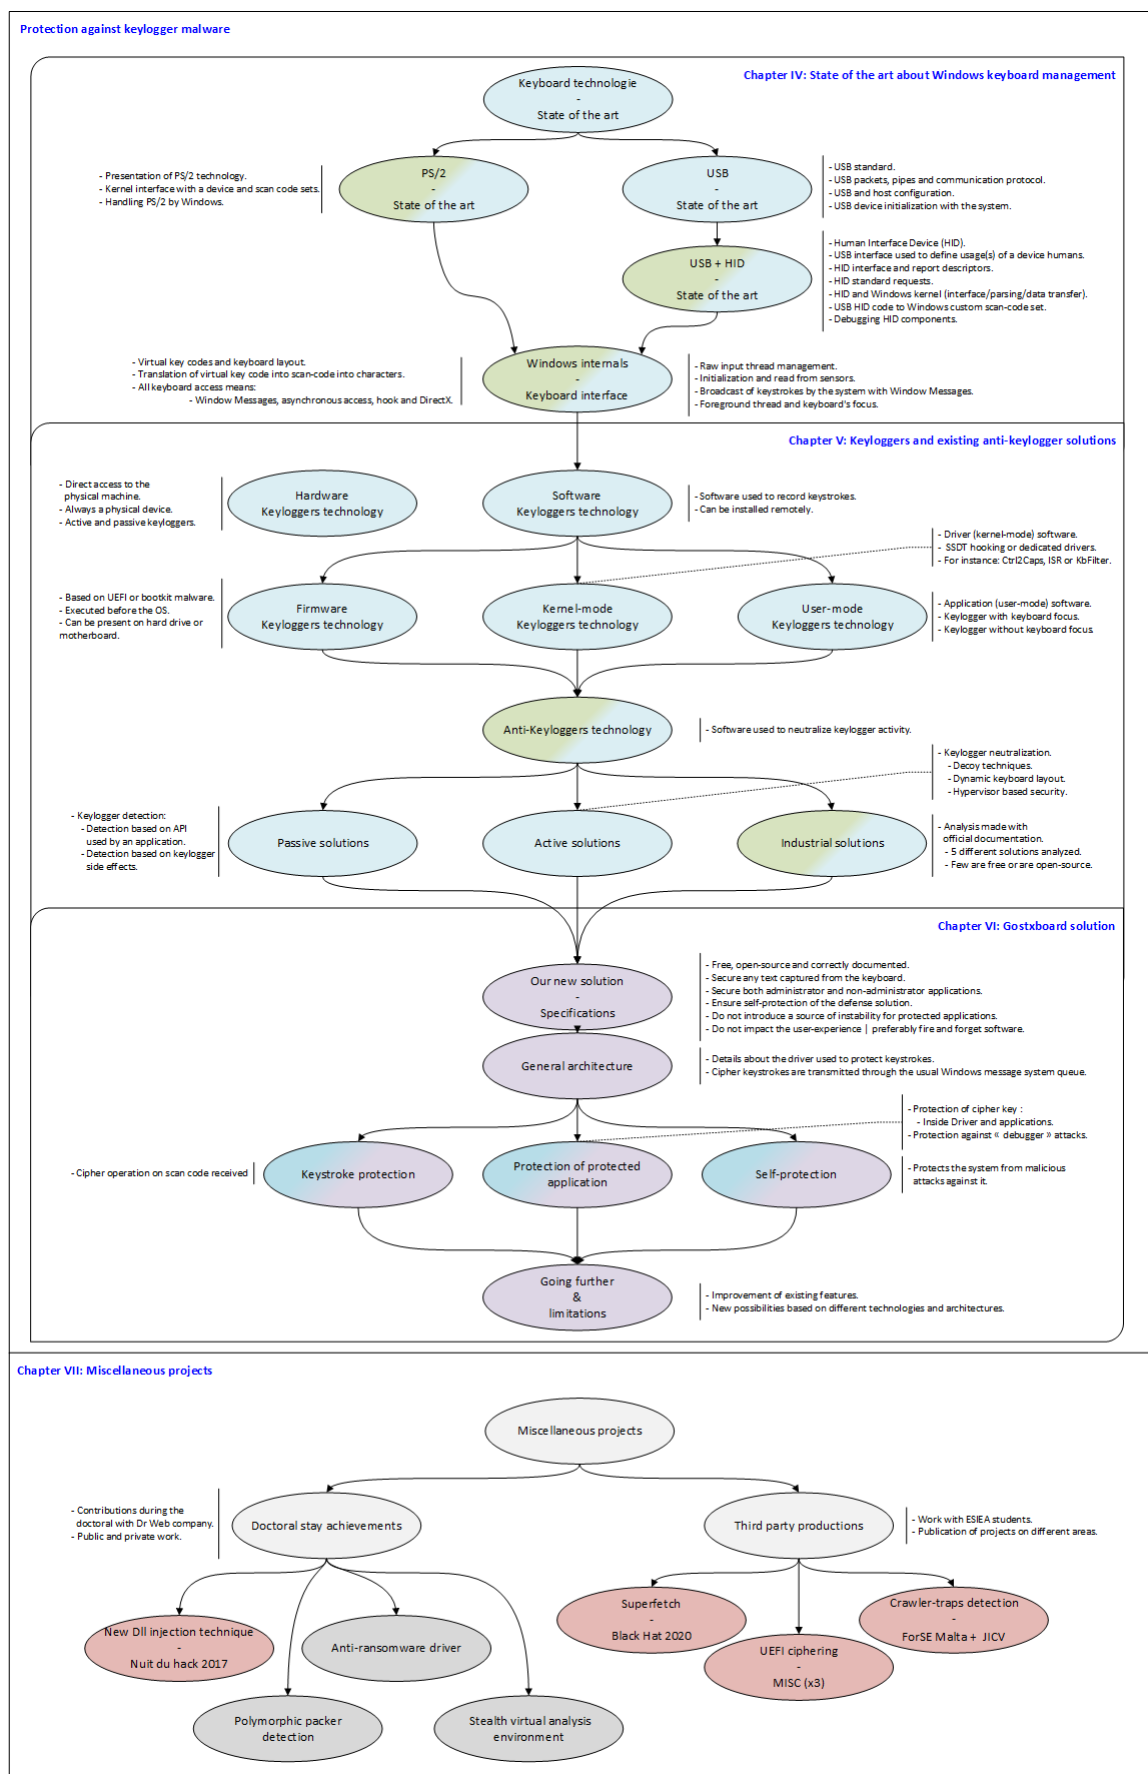 Protection against keylogger malware
Chapter IV: State of the art about Windows keyboard management
Keyboard technologie
-
State of the art
- Presentation of PS/2 technology.
- Kernel interface with a device and scan code sets.
- Handling PS/2 by Windows.
PS/2
-
State of the art
USB
-
State of the art
- USB standard.
- USB packets, pipes and communication protocol.
- USB and host configuration.
- USB device initialization with the system.
USB + HID
-
State of the art
- Human Interface Device (HID).
- USB interface used to define usage(s) of a device humans.
- HID interface and report descriptors.
- HID standard requests.
- HID and Windows kernel (interface/parsing/data transfer).
- USB HID code to Windows custom scan-code set.
- Debugging HID components.
- Virtual key codes and keyboard layout.
- Translation of virtual key code into scan-code into characters.
- All keyboard access means:
- Window Messages, asynchronous access, hook and DirectX.
Windows internals
-
Keyboard interface
- Raw input thread management.
- Initialization and read from sensors.
- Broadcast of keystrokes by the system with Window Messages.
- Foreground thread and keyboard's focus.
Chapter V: Keyloggers and existing anti-keylogger solutions
- Direct access to the
physical machine.
- Always a physical device.
- Active and passive keyloggers.
Hardware
Keyloggers technology
Software
Keyloggers technology
- Software used to record keystrokes.
- Can be installed remotely.
- Driver (kernel-mode) software.
- SSDT hooking or dedicated drivers.
- For instance: Ctrl2Caps, ISR or KbFilter.
- Based on UEFI or bootkit malware.
- Executed before the OS.
- Can be present on hard drive or
motherboard.
Firmware
Keyloggers technology
Kernel-mode
Keyloggers technology
User-mode
Keyloggers technology
- Application (user-mode) software.
- Keylogger with keyboard focus.
- Keylogger without keyboard focus.
Anti-Keyloggers technology
- Software used to neutralize keylogger activity.
- Keylogger neutralization.
- Decoy techniques.
- Dynamic keyboard layout.
- Hypervisor based security.
- Keylogger detection:
- Detection based on API
used by an application.
- Detection based on keylogger
side effects.
Passive solutions
Active solutions
Industrial solutions
- Analysis made with
official documentation.
- 5 different solutions analyzed.
- Few are free or are open-source.
Chapter VI: Gostxboard solution
Our new solution
-
Specifications
- Free, open-source and correctly documented.
- Secure any text captured from the keyboard.
- Secure both administrator and non-administrator applications.
- Ensure self-protection of the defense solution.
- Do not introduce a source of instability for protected applications.
- Do not impact the user-experience | preferably fire and forget software.
General architecture
- Details about the driver used to protect keystrokes.
- Cipher keystrokes are transmitted through the usual Windows message system queue.
- Protection of cipher key :
- Inside Driver and applications.
- Protection against « debugger » attacks.
- Cipher operation on scan code received
Keystroke protection
Protection of protected
application
Self-protection
- Protects the system from malicious
attacks against it.
Going further
&
limitations
- Improvement of existing features.
- New possibilities based on different technologies and architectures.
Chapter VII: Miscellaneous projects
Miscellaneous projects
- Contributions during the
doctoral with Dr Web company.
- Public and private work.
Doctoral stay achievements
Third party productions
- Work with ESIEA students.
- Publication of projects on different areas.
New Dll injection technique
-
Nuit du hack 2017
Anti-ransomware driver
Superfetch
-
Black Hat 2020
UEFI ciphering
-
MISC (x3)
Crawler-traps detection
-
ForSE Malta + JICV
Polymorphic packer
detection
Stealth virtual analysis
environment